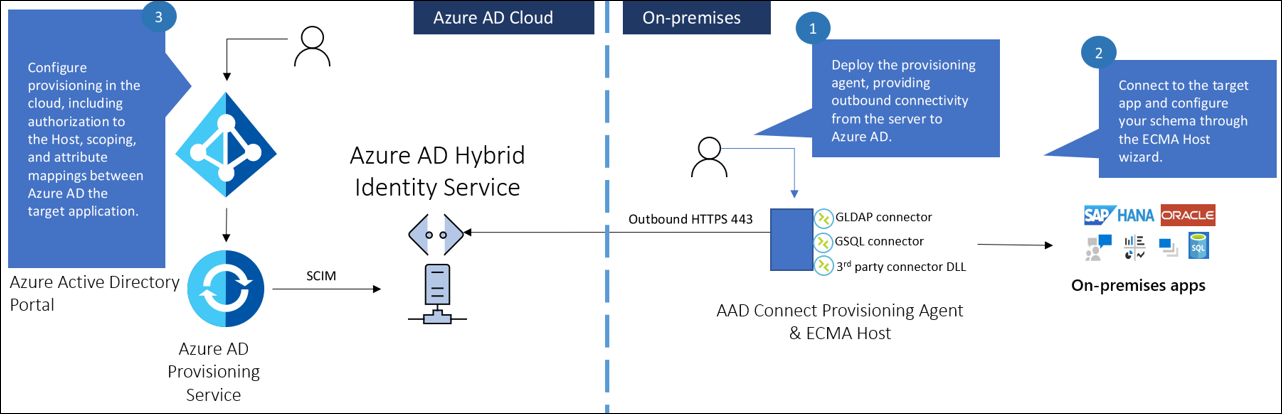 3
Configure
provisioning in the
cloud, including
authorization to
the Host, scoping,
and attribute
mappings between
Azure AD the
target application.
Azure Active Directory
Portal
Azure AD
Provisioning
Service
SCIM
Azure AD Cloud
Azure AD Hybrid
Identity Service
On-premises
Outbound HTTPS 443
1
Deploy the provisioning
agent, providing
outbound connectivity
from the server to
Azure AD.
GLDAP connector
GSQL connector
3rd party connector DLL
AAD Connect Provisioning Agent
& ECMA Host
2
Connect to the target
app and configure
your schema through
the ECMA Host
wizard.
SAP HANA ORACLE
SQL
On-premises apps